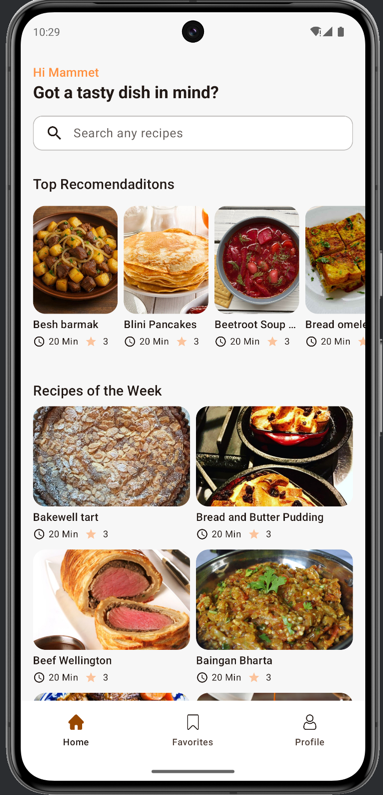 10:29
Hi Mammet
Got a tasty dish in mind?
Search any recipes
Top Recomendaditons
Besh barmak
Blini Pancakes
Beetroot Soup ...
Bread omele
20 Min 3
20 Min 3
20 Min 3
20 Min
Recipes of the Week
Bakewell tart
20 Min 3
Bread and Butter Pudding
20 Min 3
Beef Wellington
20 Min 3
Baingan Bharta
20 Min 3
Home
Favorites
Profile